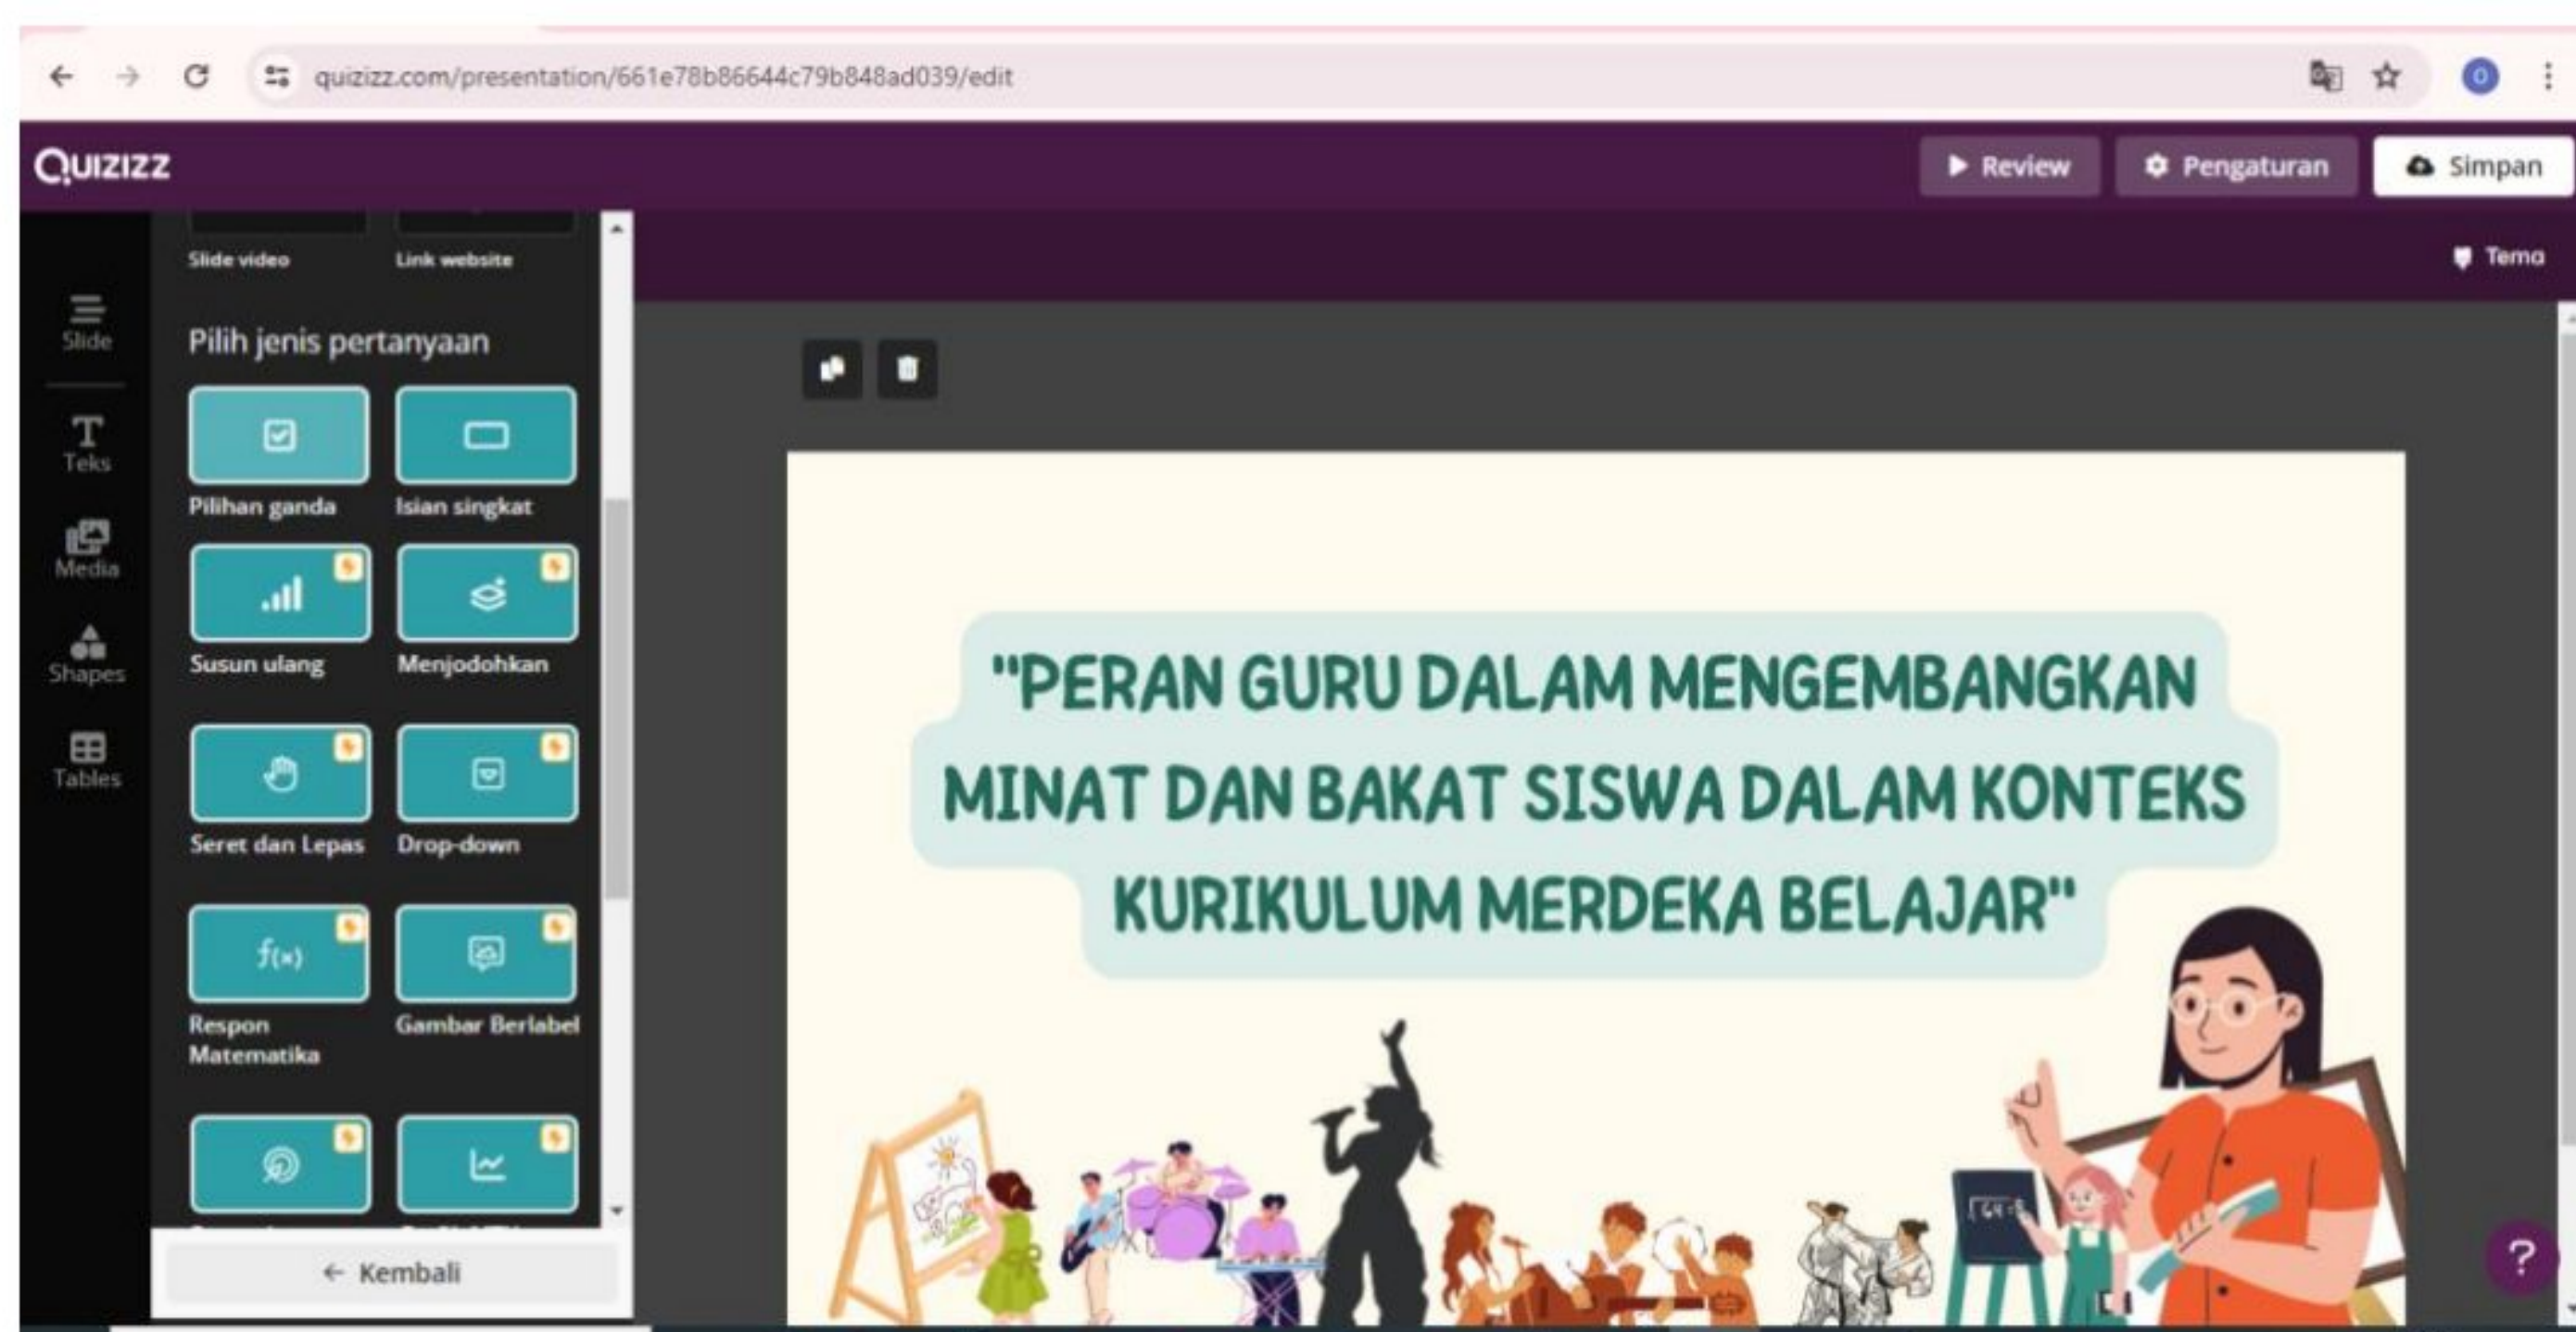 quizizz.com/presentation/661e78b86644c79b848ad039/edit
O
Quizizz
Review
Pengaturan
Simpan
Tema
Slide video
Link website
Slide
Pilih jenis pertanyaan
Teks
Pilihan ganda
Isian singkat
Media
Susun ulang
Menjodohkan
Shapes
Tables
Seret dan Lepas
Drop-down
f(x)
Respon
Matematika
Gambar Berlabel
Kembali
"PERAN GURU DALAM MENGEMBANGKAN
MINAT DAN BAKAT SISWA DALAM KONTEKS
KURIKULUM MERDEKA BELAJAR"
?